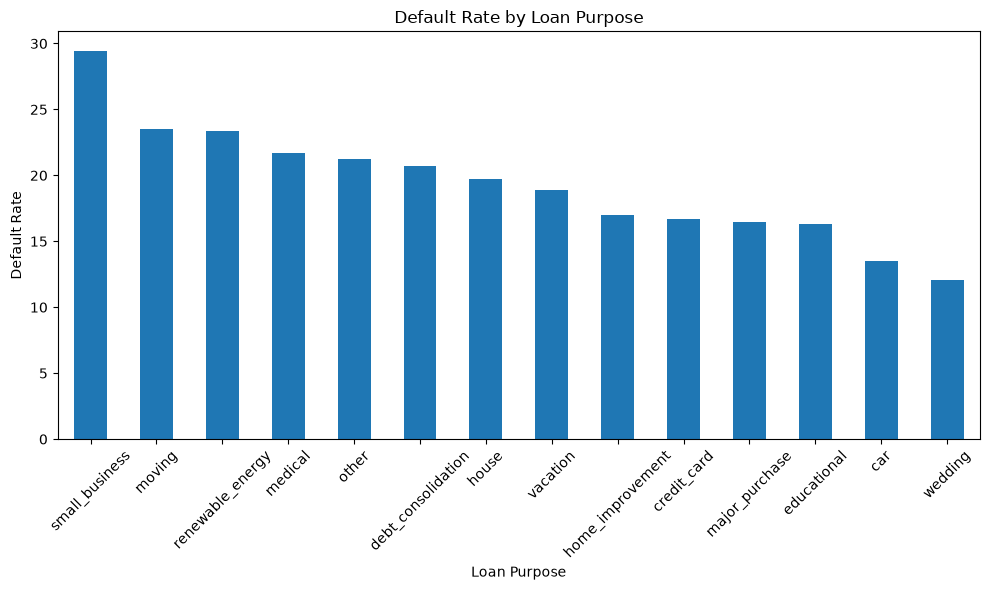 Default Rate by Loan Purpose
Default Rate
30
25
20
15
10
5
0
small_business
moving
renewable_energy
medical
other
debt_consolidation
house
vacation
home_improvement
credit_card
major_purchase
educational
car
wedding
Loan Purpose